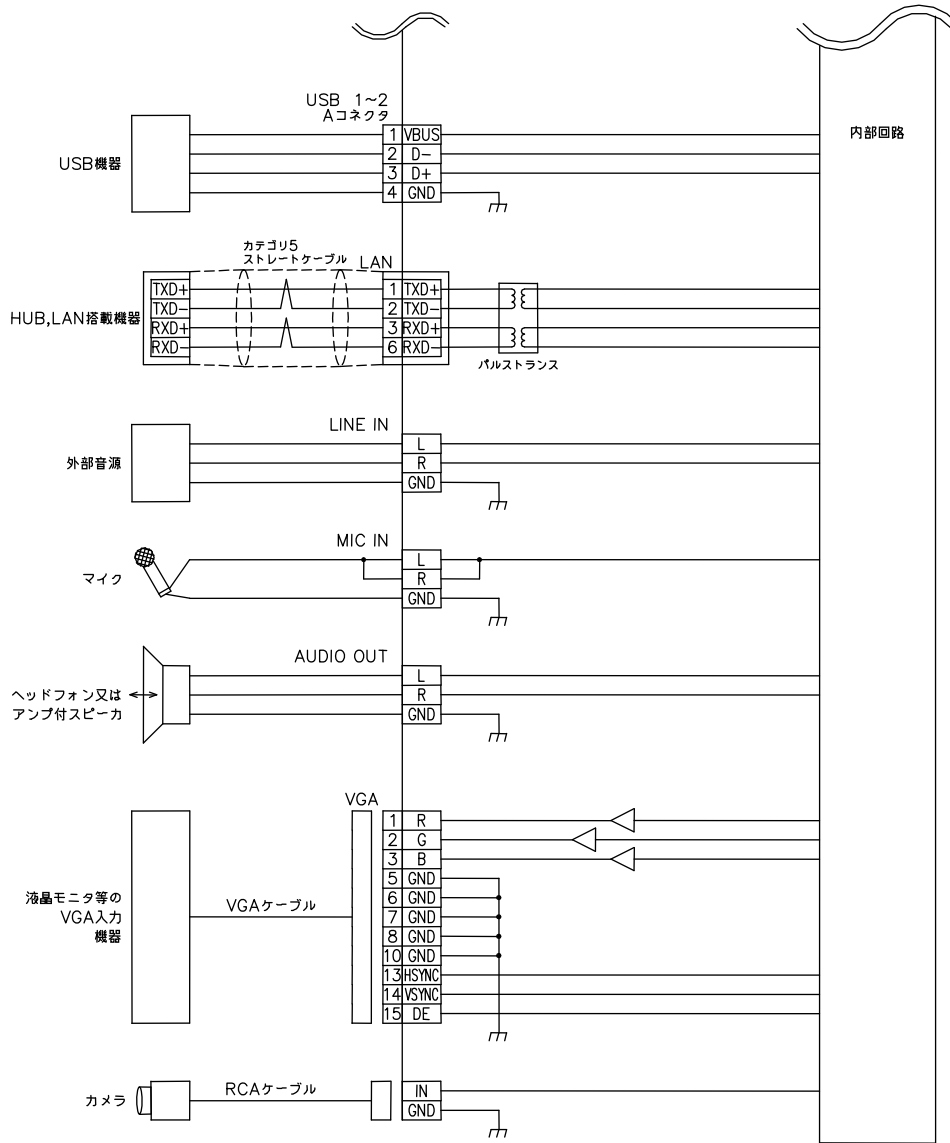 USB 1~2
Aコネクタ
USB機器
1 VBUS
2 D-
3 D+
4 GND
内部回路
カテゴリ5
ストレートケーブル
LAN
HUB,LAN搭載機器
TXD+
TXD-
RXD+
RXD-
1 TXD+
2 TXD-
3 RXD+
6 RXD-
パルストランス
LINE IN
外部音源
L
R
GND
MIC IN
マイク
L
R
GND
AUDIO OUT
ヘッドフォン又は
アンプ付スピーカ
L
R
GND
VGA
液晶モニタ等の
VGA入力
機器
VGAケーブル
1 R
2 G
3 B
5 GND
6 GND
7 GND
8 GND
10 GND
13 HSYNC
14 VSYNC
15 DE
カメラ
RCAケーブル
IN
GND